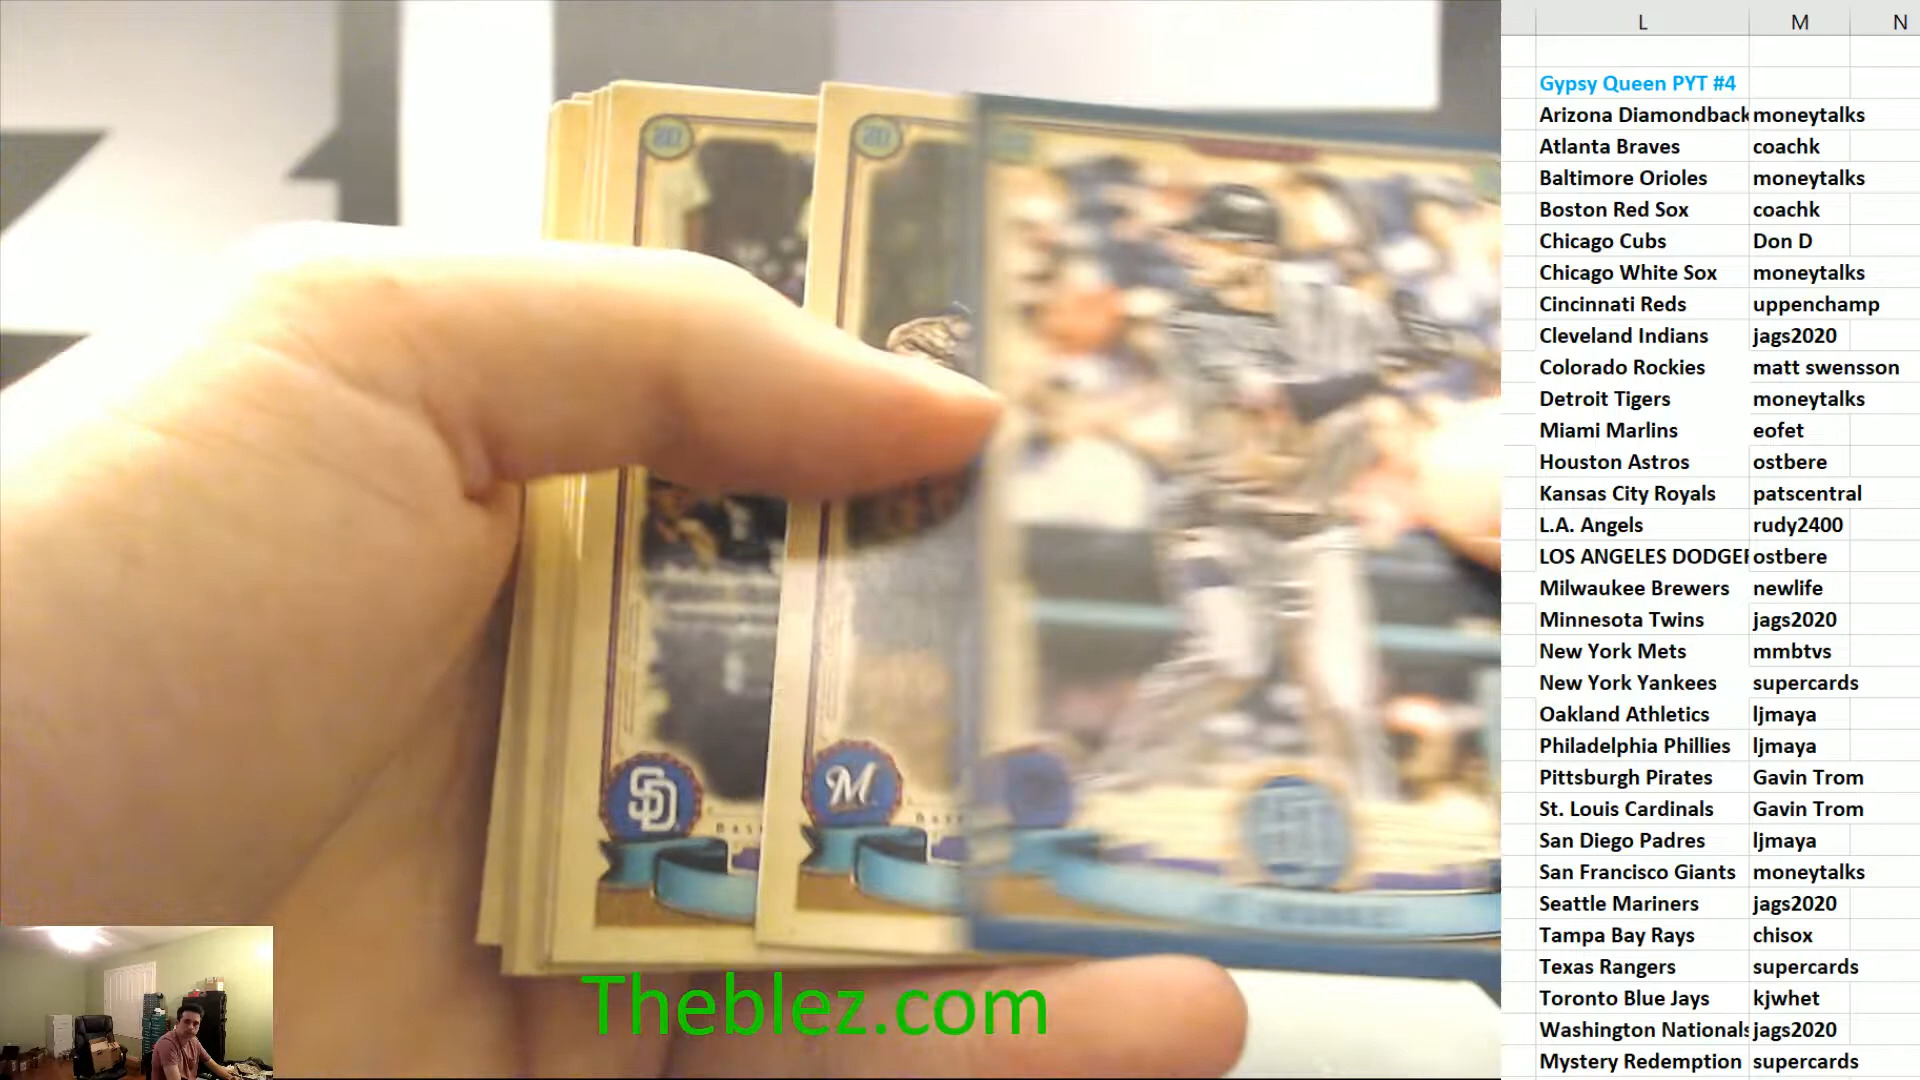 L M N
Gypsy Queen PYT #4
Arizona Diamondback moneytalks
Atlanta Braves coachk
Baltimore Orioles moneytalks
Boston Red Sox coachk
Chicago Cubs Don D
Chicago White Sox moneytalks
Cincinnati Reds uppenchamp
Cleveland Indians jags2020
Colorado Rockies matt swensson
Detroit Tigers moneytalks
Miami Marlins eofet
Houston Astros ostbere
Kansas City Royals patscentral
L.A. Angels rudy2400
LOS ANGELES DODGER ostbere
Milwaukee Brewers newlife
Minnesota Twins jags2020
New York Mets mmbtvs
New York Yankees supercards
Oakland Athletics ljmaya
Philadelphia Phillies ljmaya
Pittsburgh Pirates Gavin Trom
St. Louis Cardinals Gavin Trom
San Diego Padres ljmaya
San Francisco Giants moneytalks
Seattle Mariners jags2020
Tampa Bay Rays chisox
Texas Rangers supercards
Toronto Blue Jays kjwhet
Washington Nationals jags2020
Mystery Redemption supercards
SD
M
Theblez.com